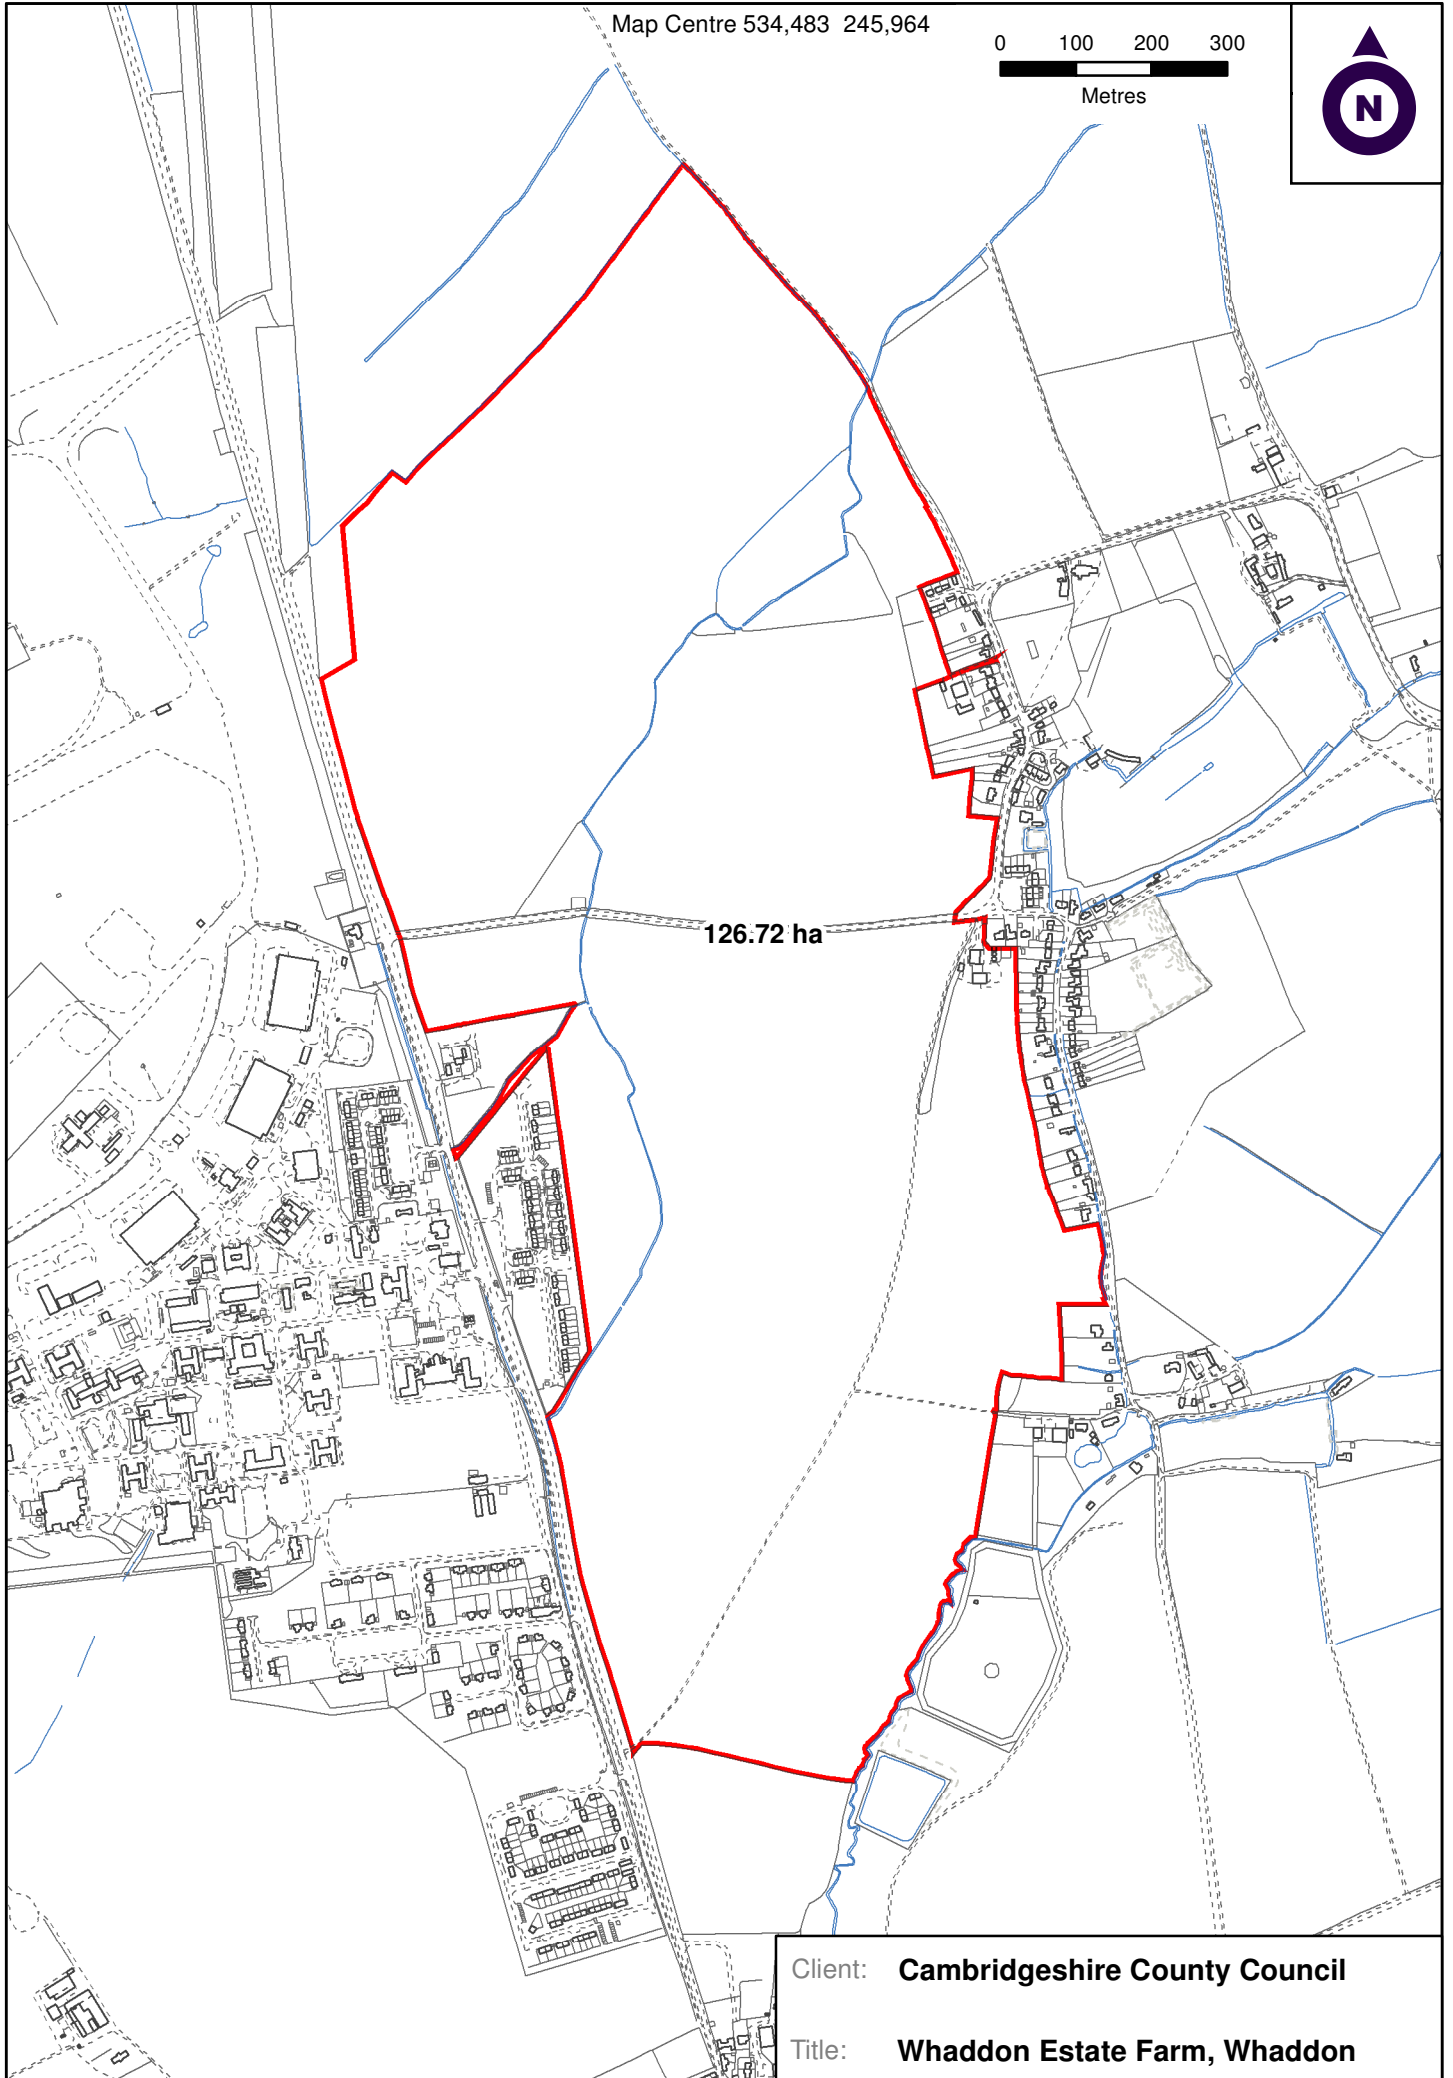 Map Centre 534,483 245,964
0 100 200 300
Metres
N
126.72 ha
Client: Cambridgeshire County Council
Title: Whaddon Estate Farm, Whaddon